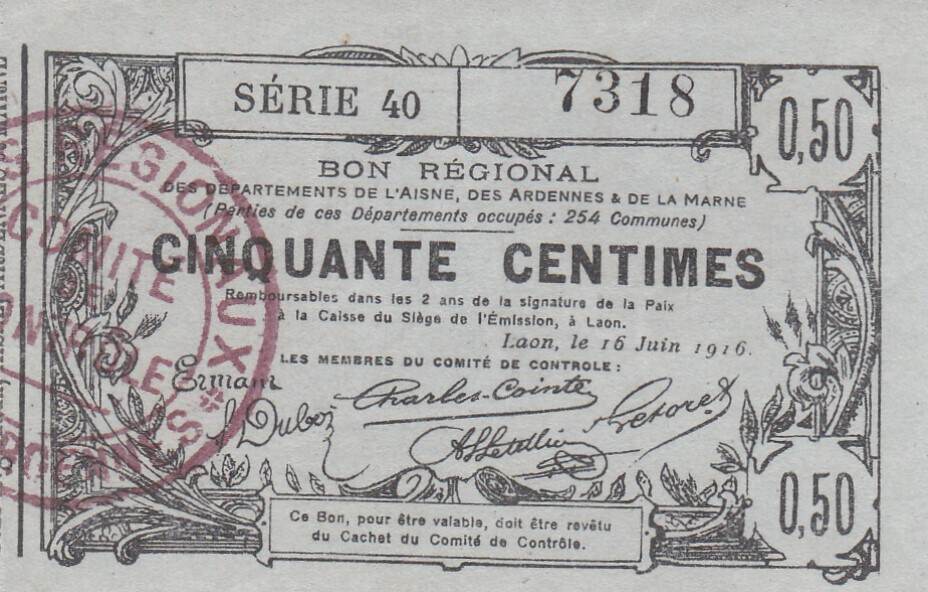 SÉRIE 40
7318
0,50
BON RÉGIONAL
DES DÉPARTEMENTS DE L'AISNE, DES ARDENNES & DE LA MARNE
(Parties de ces Départements occupés : 254 Communes)
CINQUANTE CENTIMES
Remboursables dans les 2 ans de la signature de la Paix
à la Caisse du Siège de l'Émission, à Laon.
Laon, le 16 Juin 1916.
LES MEMBRES DU COMITÉ DE CONTROLE :
Charles-Cointe
0,50
Ce Bon, pour être valable, doit être revêtu
du Cachet du Comité de Contrôle.
COMITÉ